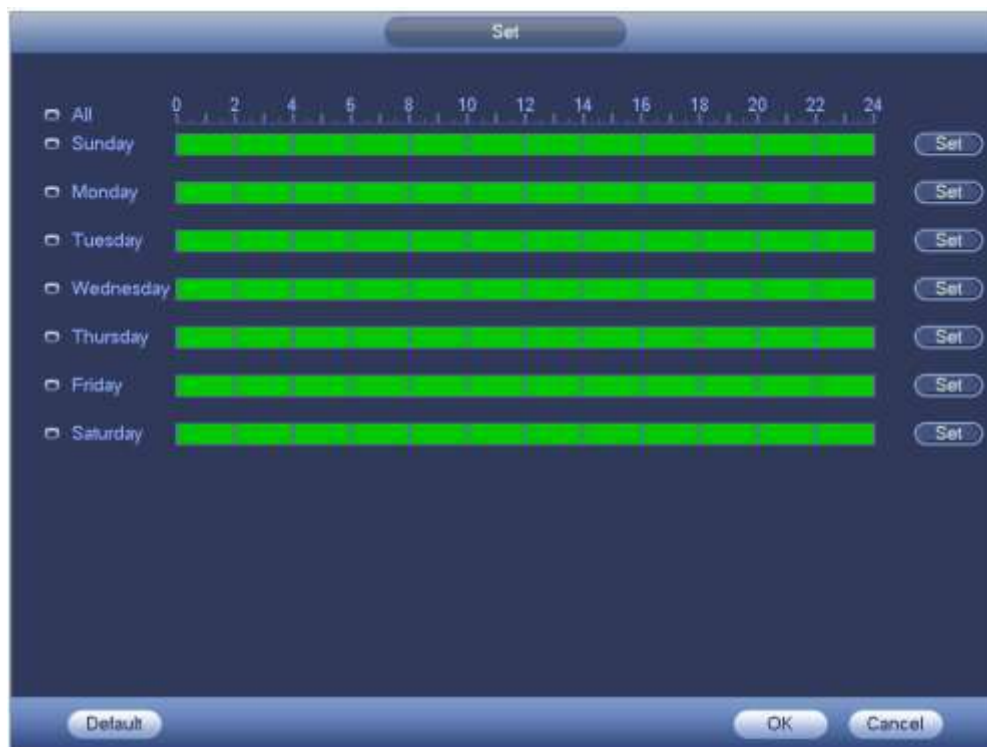 Set
All 0 2 4 6 8 10 12 14 16 18 20 22 24
Sunday Set
Monday Set
Tuesday Set
Wednesday Set
Thursday Set
Friday Set
Saturday Set
Default OK Cancel